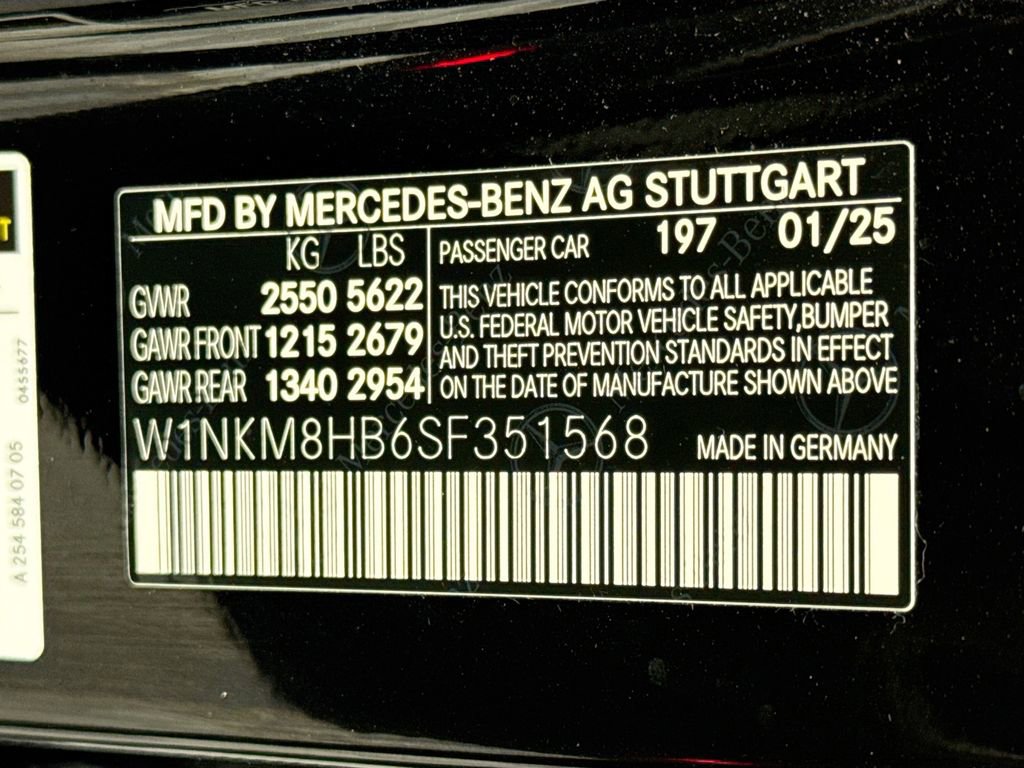 MFD BY MERCEDES-BENZ AG STUTTGART
KG LBS
GVWR 2550 5622
GAWR FRONT 1215 2679
GAWR REAR 1340 2954
PASSENGER CAR 197 01/25
THIS VEHICLE CONFORMS TO ALL APPLICABLE
U.S. FEDERAL MOTOR VEHICLE SAFETY,BUMPER
AND THEFT PREVENTION STANDARDS IN EFFECT
ON THE DATE OF MANUFACTURE SHOWN ABOVE
W1NKM8HB6SF351568 MADE IN GERMANY
A 254 584 07 05
0455677